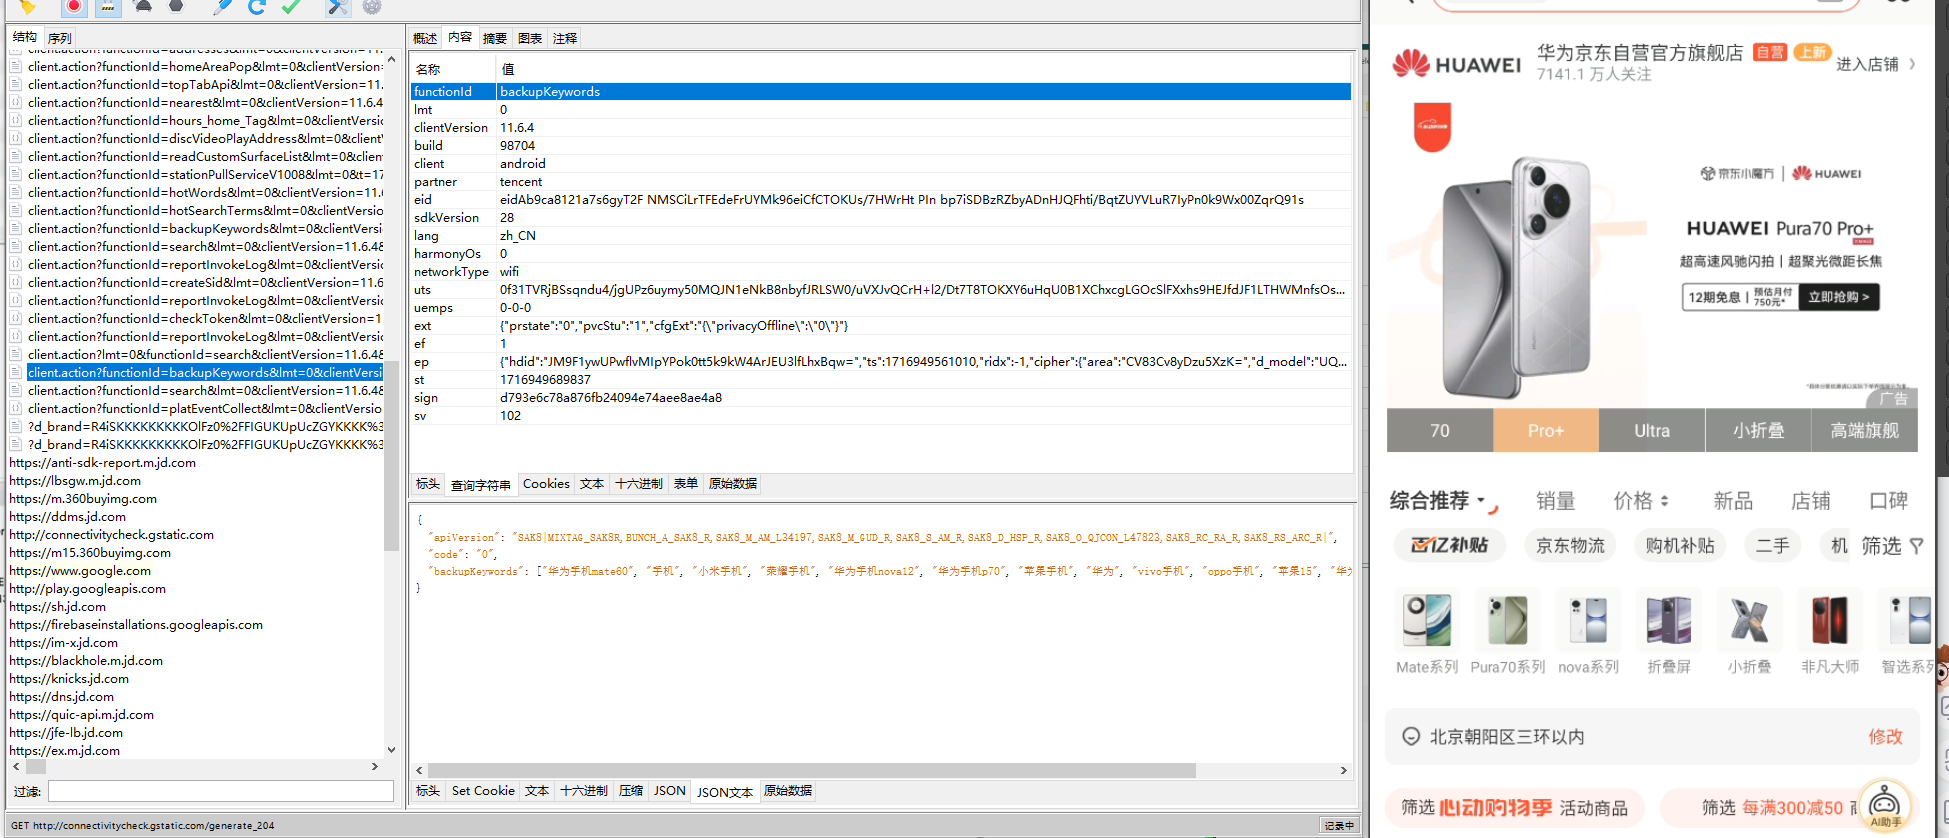 结构 序列
client.action?functionId=addresses&lmt=0&clientVersion=11.
client.action?functionId=homeAreaPop&lmt=0&clientVersion=
client.action?functionId=topTabApi&lmt=0&clientVersion=11.
client.action?functionId=nearest&lmt=0&clientVersion=11.6.4
client.action?functionId=hours_home_Tag&lmt=0&clientVersi
client.action?functionId=discVideoPlayAddress&lmt=0&client
client.action?functionId=readCustomSurfaceList&lmt=0&clien
client.action?functionId=stationPullServiceV1008&lmt=0&t=17
client.action?functionId=hotWords&lmt=0&clientVersion=11.6
client.action?functionId=hotSearchTerms&lmt=0&clientVersio
client.action?functionId=backupKeywords&lmt=0&clientVersi
client.action?functionId=search&lmt=0&clientVersion=11.6.4&
client.action?functionId=reportInvokeLog&lmt=0&clientVersi
client.action?functionId=createSid&lmt=0&clientVersion=11.6
client.action?functionId=reportInvokeLog&lmt=0&clientVersi
client.action?functionId=checkToken&lmt=0&clientVersion=1
client.action?functionId=reportInvokeLog&lmt=0&clientVersi
client.action?lmt=0&functionId=search&clientVersion=11.6.4&
client.action?functionId=backupKeywords&lmt=0&clientVersi
client.action?functionId=search&lmt=0&clientVersion=11.6.4&
client.action?functionId=platEventCollect&lmt=0&clientVersio
?d_brand=R4iSKKKKKKKKKOlFz0%2FFIGUKUpUcZGYKKKK%3
?d_brand=R4iSKKKKKKKKKOlFz0%2FFIGUKUpUcZGYKKKK%3
https://anti-sdk-report.m.jd.com
https://lbsgw.m.jd.com
https://m.360buyimg.com
https://ddms.jd.com
http://connectivitycheck.gstatic.com
https://m15.360buyimg.com
https://www.google.com
http://play.googleapis.com
https://sh.jd.com
https://firebaseinstallations.googleapis.com
https://im-x.jd.com
https://blackhole.m.jd.com
https://knicks.jd.com
https://dns.jd.com
https://quic-api.m.jd.com
https://jfe-lb.jd.com
https://ex.m.jd.com
过滤:
GET http://connectivitycheck.gstatic.com/generate_204
记录中
概述 内容 摘要 图表 注释
名称 值
functionId backupKeywords
lmt 0
clientVersion 11.6.4
build 98704
client android
partner tencent
eid eidAb9ca8121a7s6gyT2F NMSCiLrTFEdeFrUYMk96eiCfCTOKUs/7HWrHt PIn bp7iSDBzRZbyADnHJQFhti/BqtZUYVLuR7IyPn0k9Wx00ZqrQ91s
sdkVersion 28
lang zh_CN
harmonyOs 0
networkType wifi
uts 0f31TVRjBSsqndu4/jgUPz6uymy50MQJN1eNkB8nbyfJRLSW0/uVXJvQCrH+l2/Dt7T8TOKXY6uHqU0B1XChxcgLGOcSlFXxhs9HEJfdJF1LTHWMnfsOs...
uemps 0-0-0
ext {"prstate":"0","pvcStu":"1","cfgExt":"{\"privacyOffline\":\"0\"}"}
ef 1
ep {"hdid":"JM9F1ywUPwflvMIpYPok0tt5k9kW4ArJEU3lfLhxBqw=","ts":1716949561010,"ridx":-1,"cipher":{"area":"CV83Cv8yDzu5XzK=","d_model":"UQ...
st 1716949689837
sign d793e6c78a876fb24094e74aee8ae4a8
sv 102
标头 查询字符串 Cookies 文本 十六进制 表单 原始数据
{
"apiVersion": "SAK8|MIXTAG_SAK8R,BUNCH_A_SAK8_R,SAK8_M_AM_L34197,SAK8_M_GUD_R,SAK8_S_AM_R,SAK8_D_HSP_R,SAK8_O_QJCON_L47823,SAK8_RC_RA_R,SAK8_RS_ARC_R|",
"code": "0",
"backupKeywords": ["华为手机mate60", "手机", "小米手机", "荣耀手机", "华为手机nova12", "华为手机p70", "苹果手机", "华为", "vivo手机", "oppo手机", "苹果15", "华为
}
标头 Set Cookie 文本 十六进制 压缩 JSON JSON文本 原始数据
HUAWEI
华为京东自营官方旗舰店 自营 上新
7141.1 万人关注
进入店铺
京东小魔方 | HUAWEI
HUAWEI Pura70 Pro+
超高速风驰闪拍 | 超聚光微距长焦
12期免息 | 预估月付 750元* 立即抢购 >
广告
70 Pro+ Ultra 小折叠 高端旗舰
综合推荐 销量 价格 新品 店铺 口碑
百亿补贴 京东物流 购机补贴 二手 机 筛选
Mate系列 Pura70系列 nova系列 折叠屏 小折叠 非凡大师 智选系列
北京朝阳区三环以内 修改
筛选 心动购物季 活动商品
筛选 每满300减50
AI助手